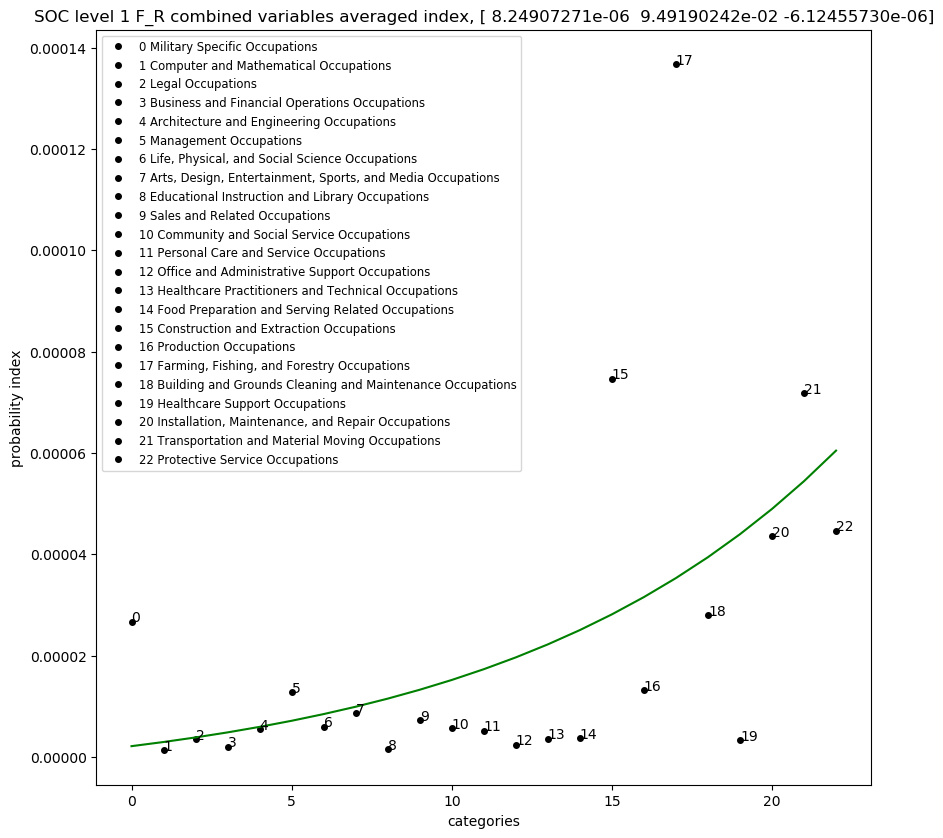 SOC level 1 F_R combined variables averaged index, [ 8.24907271e-06  9.49190242e-02 -6.12455730e-06]
0.00014
0.00012
0.00010
0.00008
0.00006
0.00004
0.00002
0.00000
probability index
0 Military Specific Occupations
1 Computer and Mathematical Occupations
2 Legal Occupations
3 Business and Financial Operations Occupations
4 Architecture and Engineering Occupations
5 Management Occupations
6 Life, Physical, and Social Science Occupations
7 Arts, Design, Entertainment, Sports, and Media Occupations
8 Educational Instruction and Library Occupations
9 Sales and Related Occupations
10 Community and Social Service Occupations
11 Personal Care and Service Occupations
12 Office and Administrative Support Occupations
13 Healthcare Practitioners and Technical Occupations
14 Food Preparation and Serving Related Occupations
15 Construction and Extraction Occupations
16 Production Occupations
17 Farming, Fishing, and Forestry Occupations
18 Building and Grounds Cleaning and Maintenance Occupations
19 Healthcare Support Occupations
20 Installation, Maintenance, and Repair Occupations
21 Transportation and Material Moving Occupations
22 Protective Service Occupations
0
1
2
3
4
5
6
7
8
9
10
11
12
13
14
15
16
17
18
19
20
21
22
0
5
10
15
20
categories